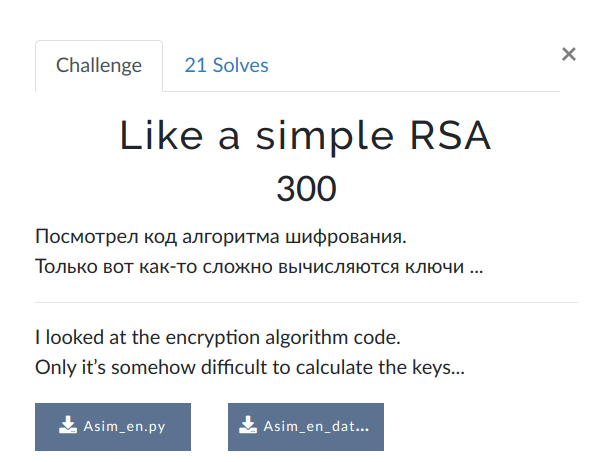 Challenge
21 Solves
×
Like a simple RSA
300
Посмотрел код алгоритма шифрования.
Только вот как-то сложно вычисляются ключи ...
I looked at the encryption algorithm code.
Only it’s somehow difficult to calculate the keys...
Asim_en.py
Asim_en_dat...